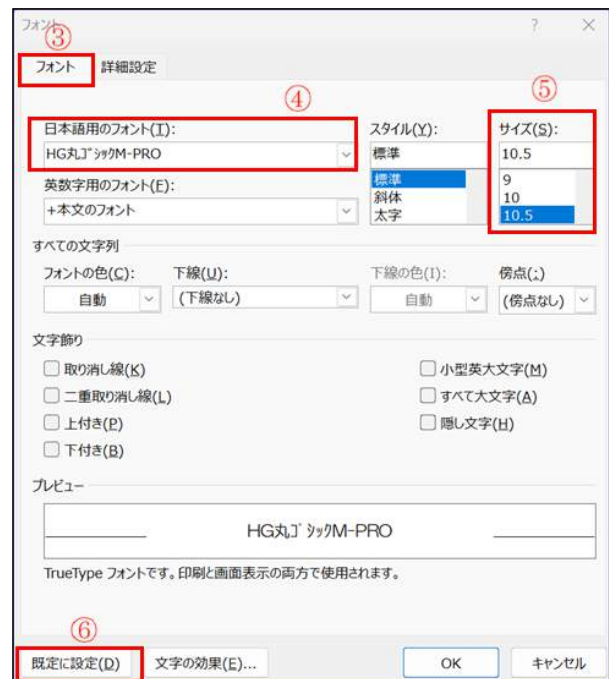 フォント ?
③
フォント 詳細設定
④ ⑤
日本語用のフォント(T): スタイル(Y): サイズ(S):
HG丸ｺﾞｼｯｸM-PRO 標準 10.5
英数字用のフォント(F): 標準 9
+本文のフォント 斜体 10
太字 10.5
すべての文字列
フォントの色(C): 下線(U): 下線の色(I): 傍点(;)
自動 (下線なし) 自動 (傍点なし)
文字飾り
取り消し線(K) 小型英大文字(M)
二重取り消し線(L) すべて大文字(A)
上付き(P) 隠し文字(H)
下付き(B)
プレビュー
HG丸ｺﾞｼｯｸM-PRO
TrueType フォントです。印刷と画面表示の両方で使用されます。
⑥
既定に設定(D) 文字の効果(E)... OK キャンセル